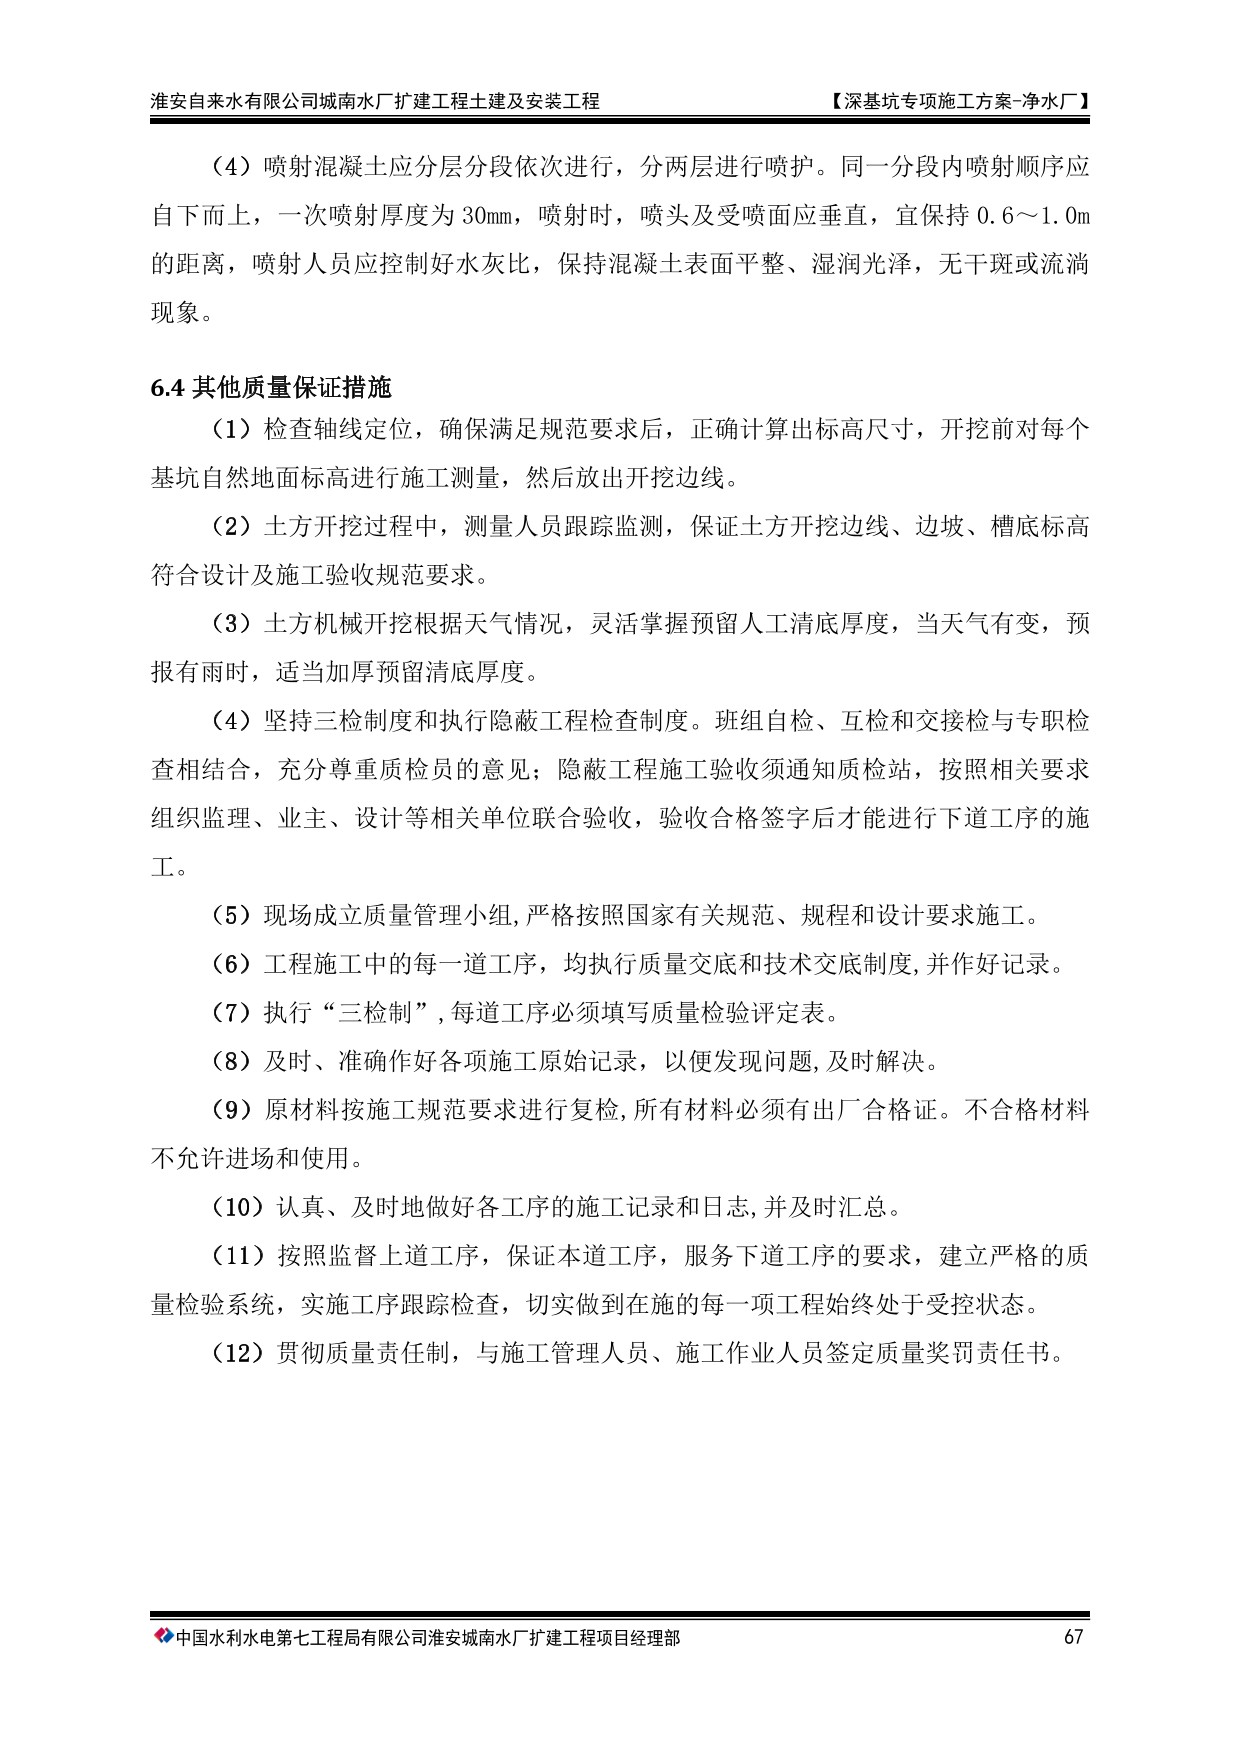 淮安自来水有限公司城南水厂扩建工程土建及安装工程 【深基坑专项施工方案-净水厂】
（4）喷射混凝土应分层分段依次进行，分两层进行喷护。同一分段内喷射顺序应
自下而上，一次喷射厚度为 30mm，喷射时，喷头及受喷面应垂直，宜保持 0.6～1.0m
的距离，喷射人员应控制好水灰比，保持混凝土表面平整、湿润光泽，无干斑或流淌
现象。
6.4 其他质量保证措施
（1）检查轴线定位，确保满足规范要求后，正确计算出标高尺寸，开挖前对每个
基坑自然地面标高进行施工测量，然后放出开挖边线。
（2）土方开挖过程中，测量人员跟踪监测，保证土方开挖边线、边坡、槽底标高
符合设计及施工验收规范要求。
（3）土方机械开挖根据天气情况，灵活掌握预留人工清底厚度，当天气有变，预
报有雨时，适当加厚预留清底厚度。
（4）坚持三检制度和执行隐蔽工程检查制度。班组自检、互检和交接检与专职检
查相结合，充分尊重质检员的意见；隐蔽工程施工验收须通知质检站，按照相关要求
组织监理、业主、设计等相关单位联合验收，验收合格签字后才能进行下道工序的施
工。
（5）现场成立质量管理小组,严格按照国家有关规范、规程和设计要求施工。
（6）工程施工中的每一道工序，均执行质量交底和技术交底制度,并作好记录。
（7）执行“三检制”,每道工序必须填写质量检验评定表。
（8）及时、准确作好各项施工原始记录，以便发现问题,及时解决。
（9）原材料按施工规范要求进行复检,所有材料必须有出厂合格证。不合格材料
不允许进场和使用。
（10）认真、及时地做好各工序的施工记录和日志,并及时汇总。
（11）按照监督上道工序，保证本道工序，服务下道工序的要求，建立严格的质
量检验系统，实施工序跟踪检查，切实做到在施的每一项工程始终处于受控状态。
（12）贯彻质量责任制，与施工管理人员、施工作业人员签定质量奖罚责任书。
中国水利水电第七工程局有限公司淮安城南水厂扩建工程项目经理部 67